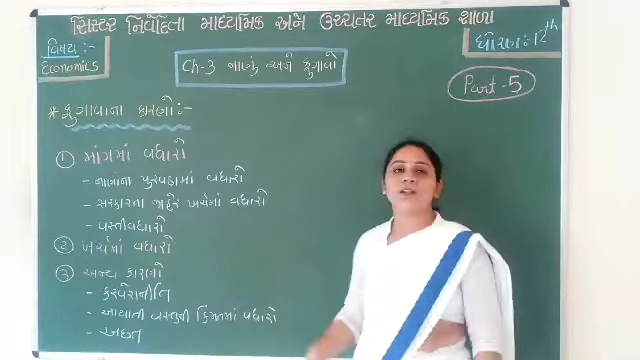 સિસ્ટર નિવેદિતા માધ્યમિક અને ઉચ્ચતર માધ્યમિક શાળા
વિષય :-
Economics
ધોરણ : 12th
Ch-3 નાણું અને ફુગાવો
Part - 5
* ફુગાવાના કારણો :-
① માંગમાં વધારો
- નાણાંના પુરવઠામાં વધારો
- સરકારના જાહેર ખર્ચમાં વધારો
- વસ્તીવધારો
② ખર્ચમાં વધારો
③ અન્ય કારણો
- કરવેરાનીતિ
- આયાતી વસ્તુની કિંમતમાં વધારો
- અછત